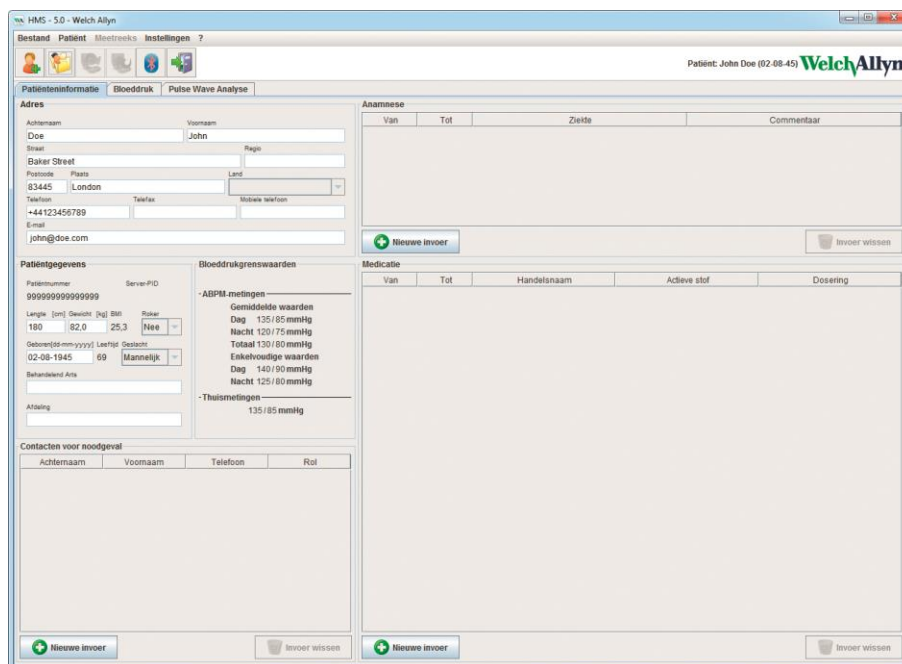 HMS - 5.0 - Welch Allyn
Bestand Patiënt Meetreeks Instellingen ?
Patiënt: John Doe (02-08-45) WelchAllyn
Patiënteninformatie Bloeddruk Pulse Wave Analyse
Adres
Achternaam Voornaam
Doe John
Straat Regio
Baker Street
Postcode Plaats Land
83445 London
Telefoon Telefax Mobiele telefoon
+44123456789
E-mail
john@doe.com
Anamnese
Van Tot Ziekte Commentaar
Nieuwe invoer Invoer wissen
Patiëntgegevens
Patiëntnummer Server-PID
999999999999999
Lengte [cm] Gewicht [kg] BMI Roker
180 82,0 25,3 Nee
Geboren[dd-mm-yyyy] Leeftijd Geslacht
02-08-1945 69 Mannelijk
Behandelend Arts
Afdeling
Bloeddrukgrenswaarden
ABPM-metingen
Gemiddelde waarden
Dag 135/85 mmHg
Nacht 120/75 mmHg
Totaal 130/80 mmHg
Enkelvoudige waarden
Dag 140/90 mmHg
Nacht 125/80 mmHg
Thuismetingen
135/85 mmHg
Medicatie
Van Tot Handelsnaam Actieve stof Dosering
Contacten voor noodgeval
Achternaam Voornaam Telefoon Rol
Nieuwe invoer Invoer wissen
Nieuwe invoer Invoer wissen